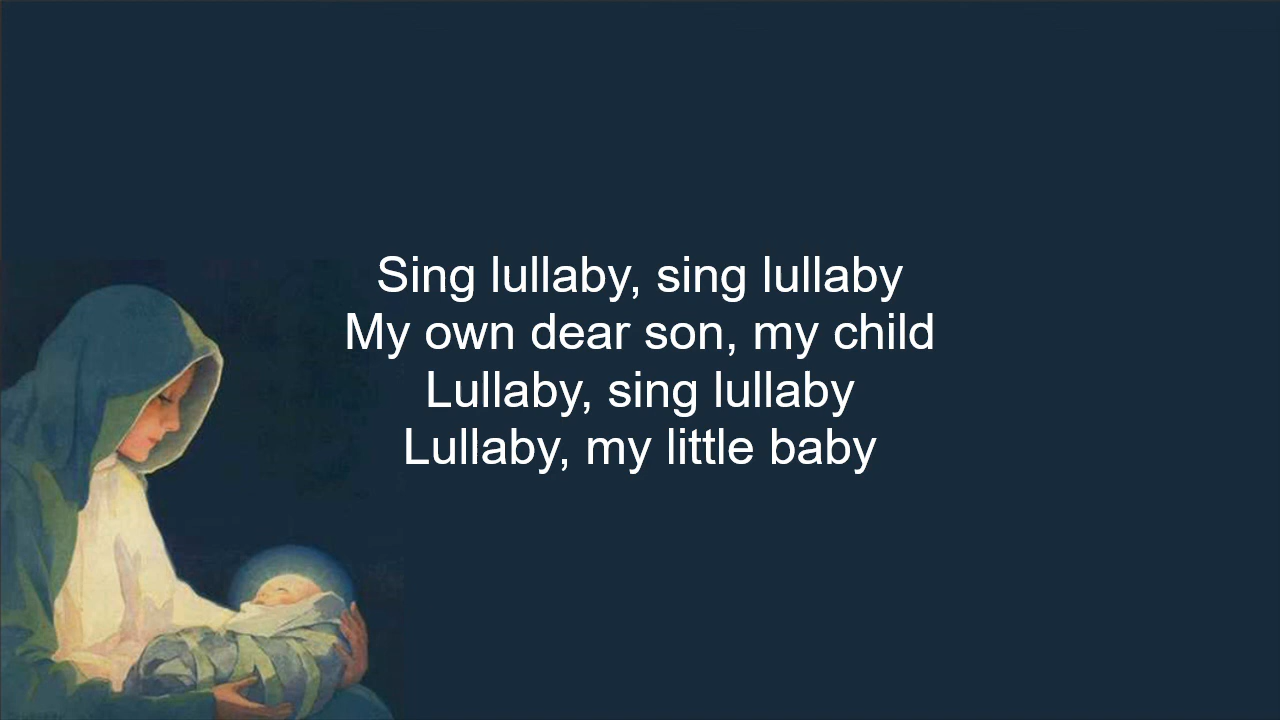 Sing lullaby, sing lullaby
My own dear son, my child
Lullaby, sing lullaby
Lullaby, my little baby